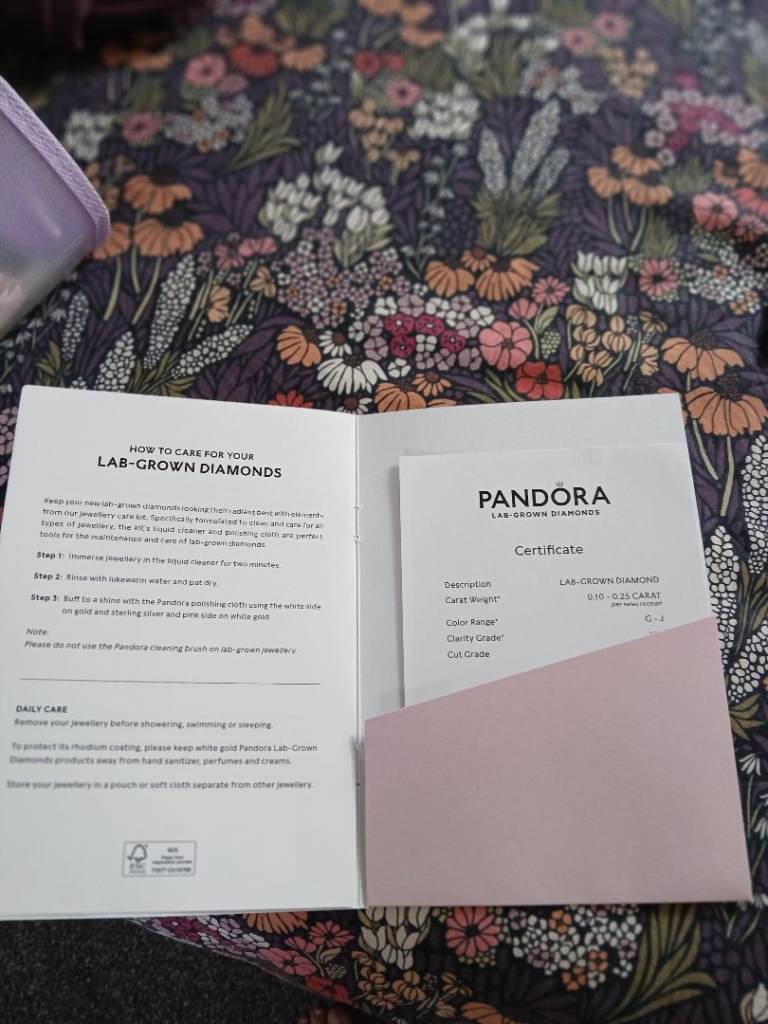 HOW TO CARE FOR YOUR
LAB-GROWN DIAMONDS
Keep your new lab-grown diamonds looking their radiant best with elements
from our jewellery care kit. Specifically formulated to clean and care for all
types of jewellery, the kit's liquid cleaner and polishing cloth are perfect
tools for the maintenance and care of lab-grown diamonds.
Step 1: Immerse jewellery in the liquid cleaner for two minutes.
Step 2: Rinse with lukewarm water and pat dry.
Step 3: Buff to a shine with the Pandora polishing cloth using the white side
on gold and sterling silver and pink side on white gold.
Note:
Please do not use the Pandora cleaning brush on lab-grown jewellery.
DAILY CARE
Remove your jewellery before showering, swimming or sleeping.
To protect its rhodium coating, please keep white gold Pandora Lab-Grown
Diamonds products away from hand sanitizer, perfumes and creams.
Store your jewellery in a pouch or soft cloth separate from other jewellery.
FSC
PANDORA
LAB-GROWN DIAMONDS
Certificate
Description LAB-GROWN DIAMOND
Carat Weight* 0.10 - 0.25 CARAT
per sales receipt
Color Range* G - J
Clarity Grade*
Cut Grade